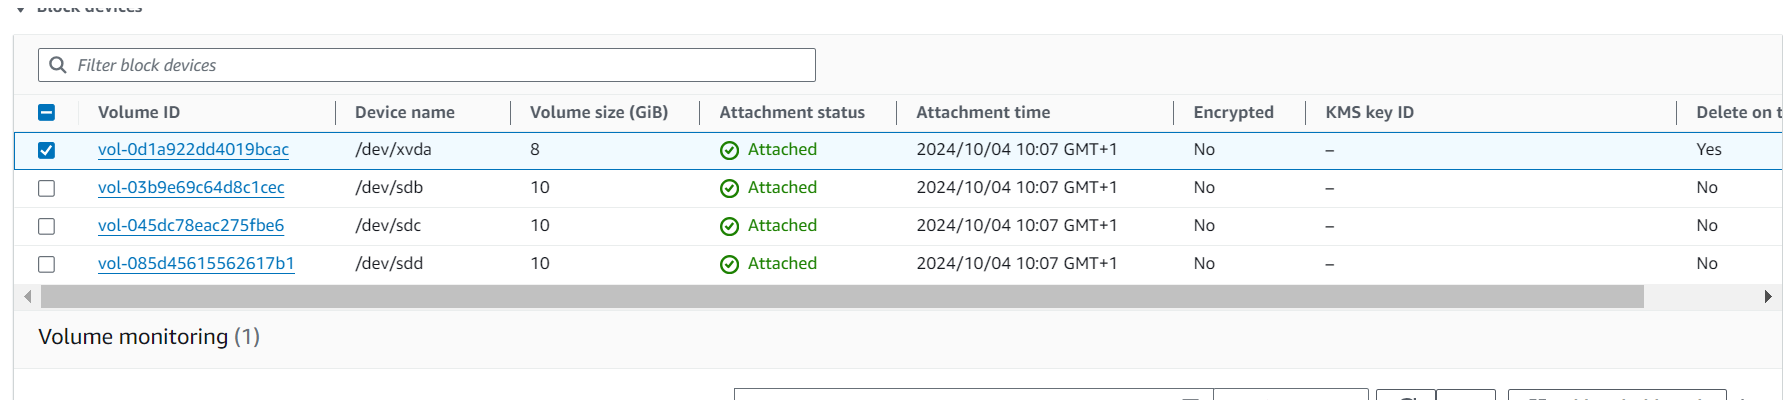 Block devices
Filter block devices
Volume ID Device name Volume size (GiB) Attachment status Attachment time Encrypted KMS key ID Delete on t
vol-0d1a922dd4019bcac /dev/xvda 8 Attached 2024/10/04 10:07 GMT+1 No – Yes
vol-03b9e69c64d8c1cec /dev/sdb 10 Attached 2024/10/04 10:07 GMT+1 No – No
vol-045dc78eac275fbe6 /dev/sdc 10 Attached 2024/10/04 10:07 GMT+1 No – No
vol-085d45615562617b1 /dev/sdd 10 Attached 2024/10/04 10:07 GMT+1 No – No
Volume monitoring (1)